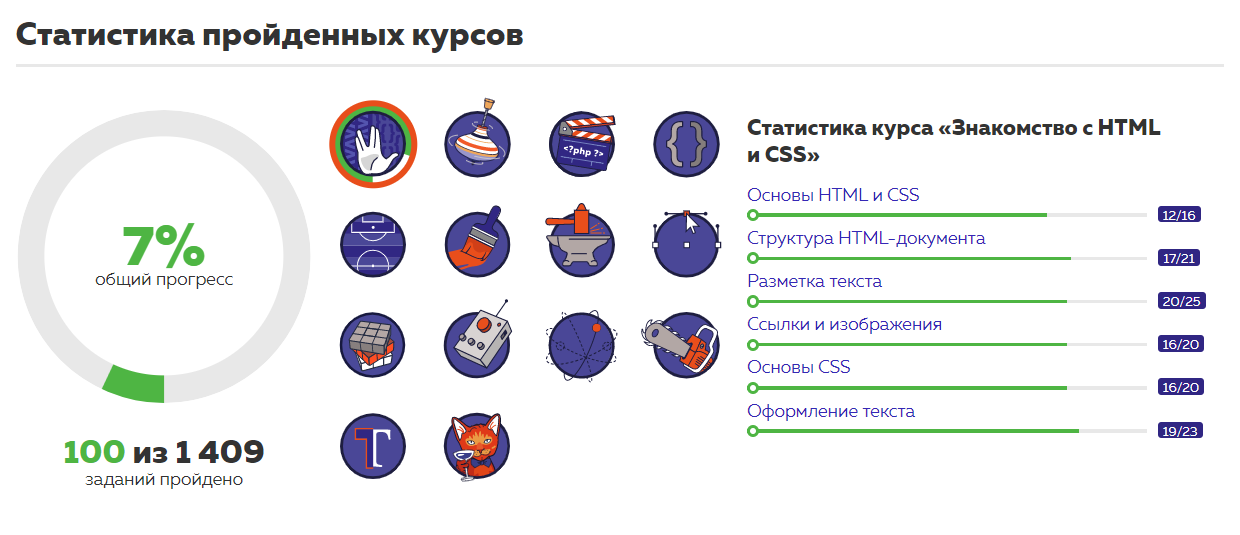 Статистика пройденных курсов
7%
общий прогресс
100 из 1 409
заданий пройдено
<?php ?>
{ }
T
Статистика курса «Знакомство с HTML
и CSS»
Основы HTML и CSS
12/16
Структура HTML-документа
17/21
Разметка текста
20/25
Ссылки и изображения
16/20
Основы CSS
16/20
Оформление текста
19/23